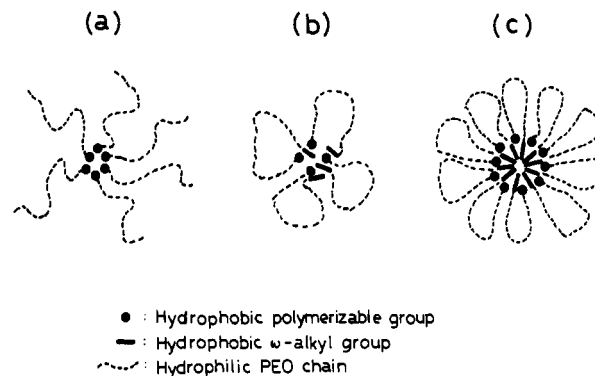 (a) (b) (c)
● : Hydrophobic polymerizable group
▬ : Hydrophobic ω-alkyl group
------ : Hydrophilic PEO chain